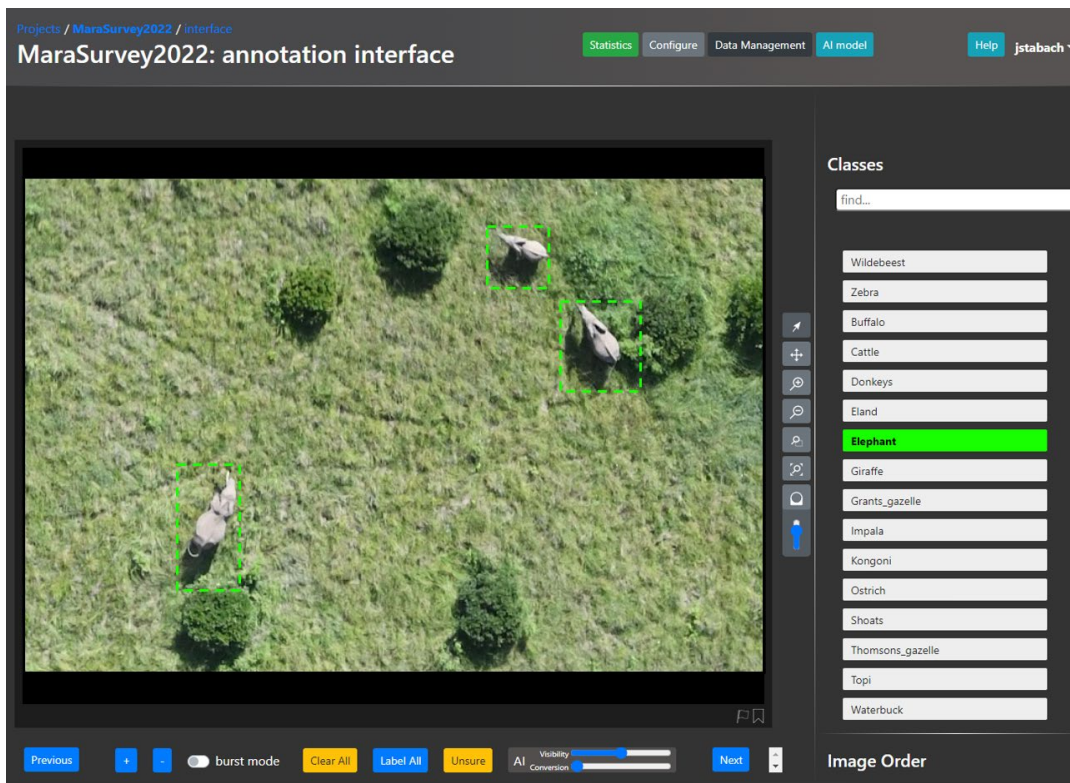 Projects / MaraSurvey2022 / interface
MaraSurvey2022: annotation interface
Statistics Configure Data Management AI model Help jstabach
Classes
find...
Wildebeest
Zebra
Buffalo
Cattle
Donkeys
Eland
Elephant
Giraffe
Grants_gazelle
Impala
Kongoni
Ostrich
Shoats
Thomsons_gazelle
Topi
Waterbuck
Previous + - burst mode Clear All Label All Unsure AI Visibility Conversion Next
Image Order